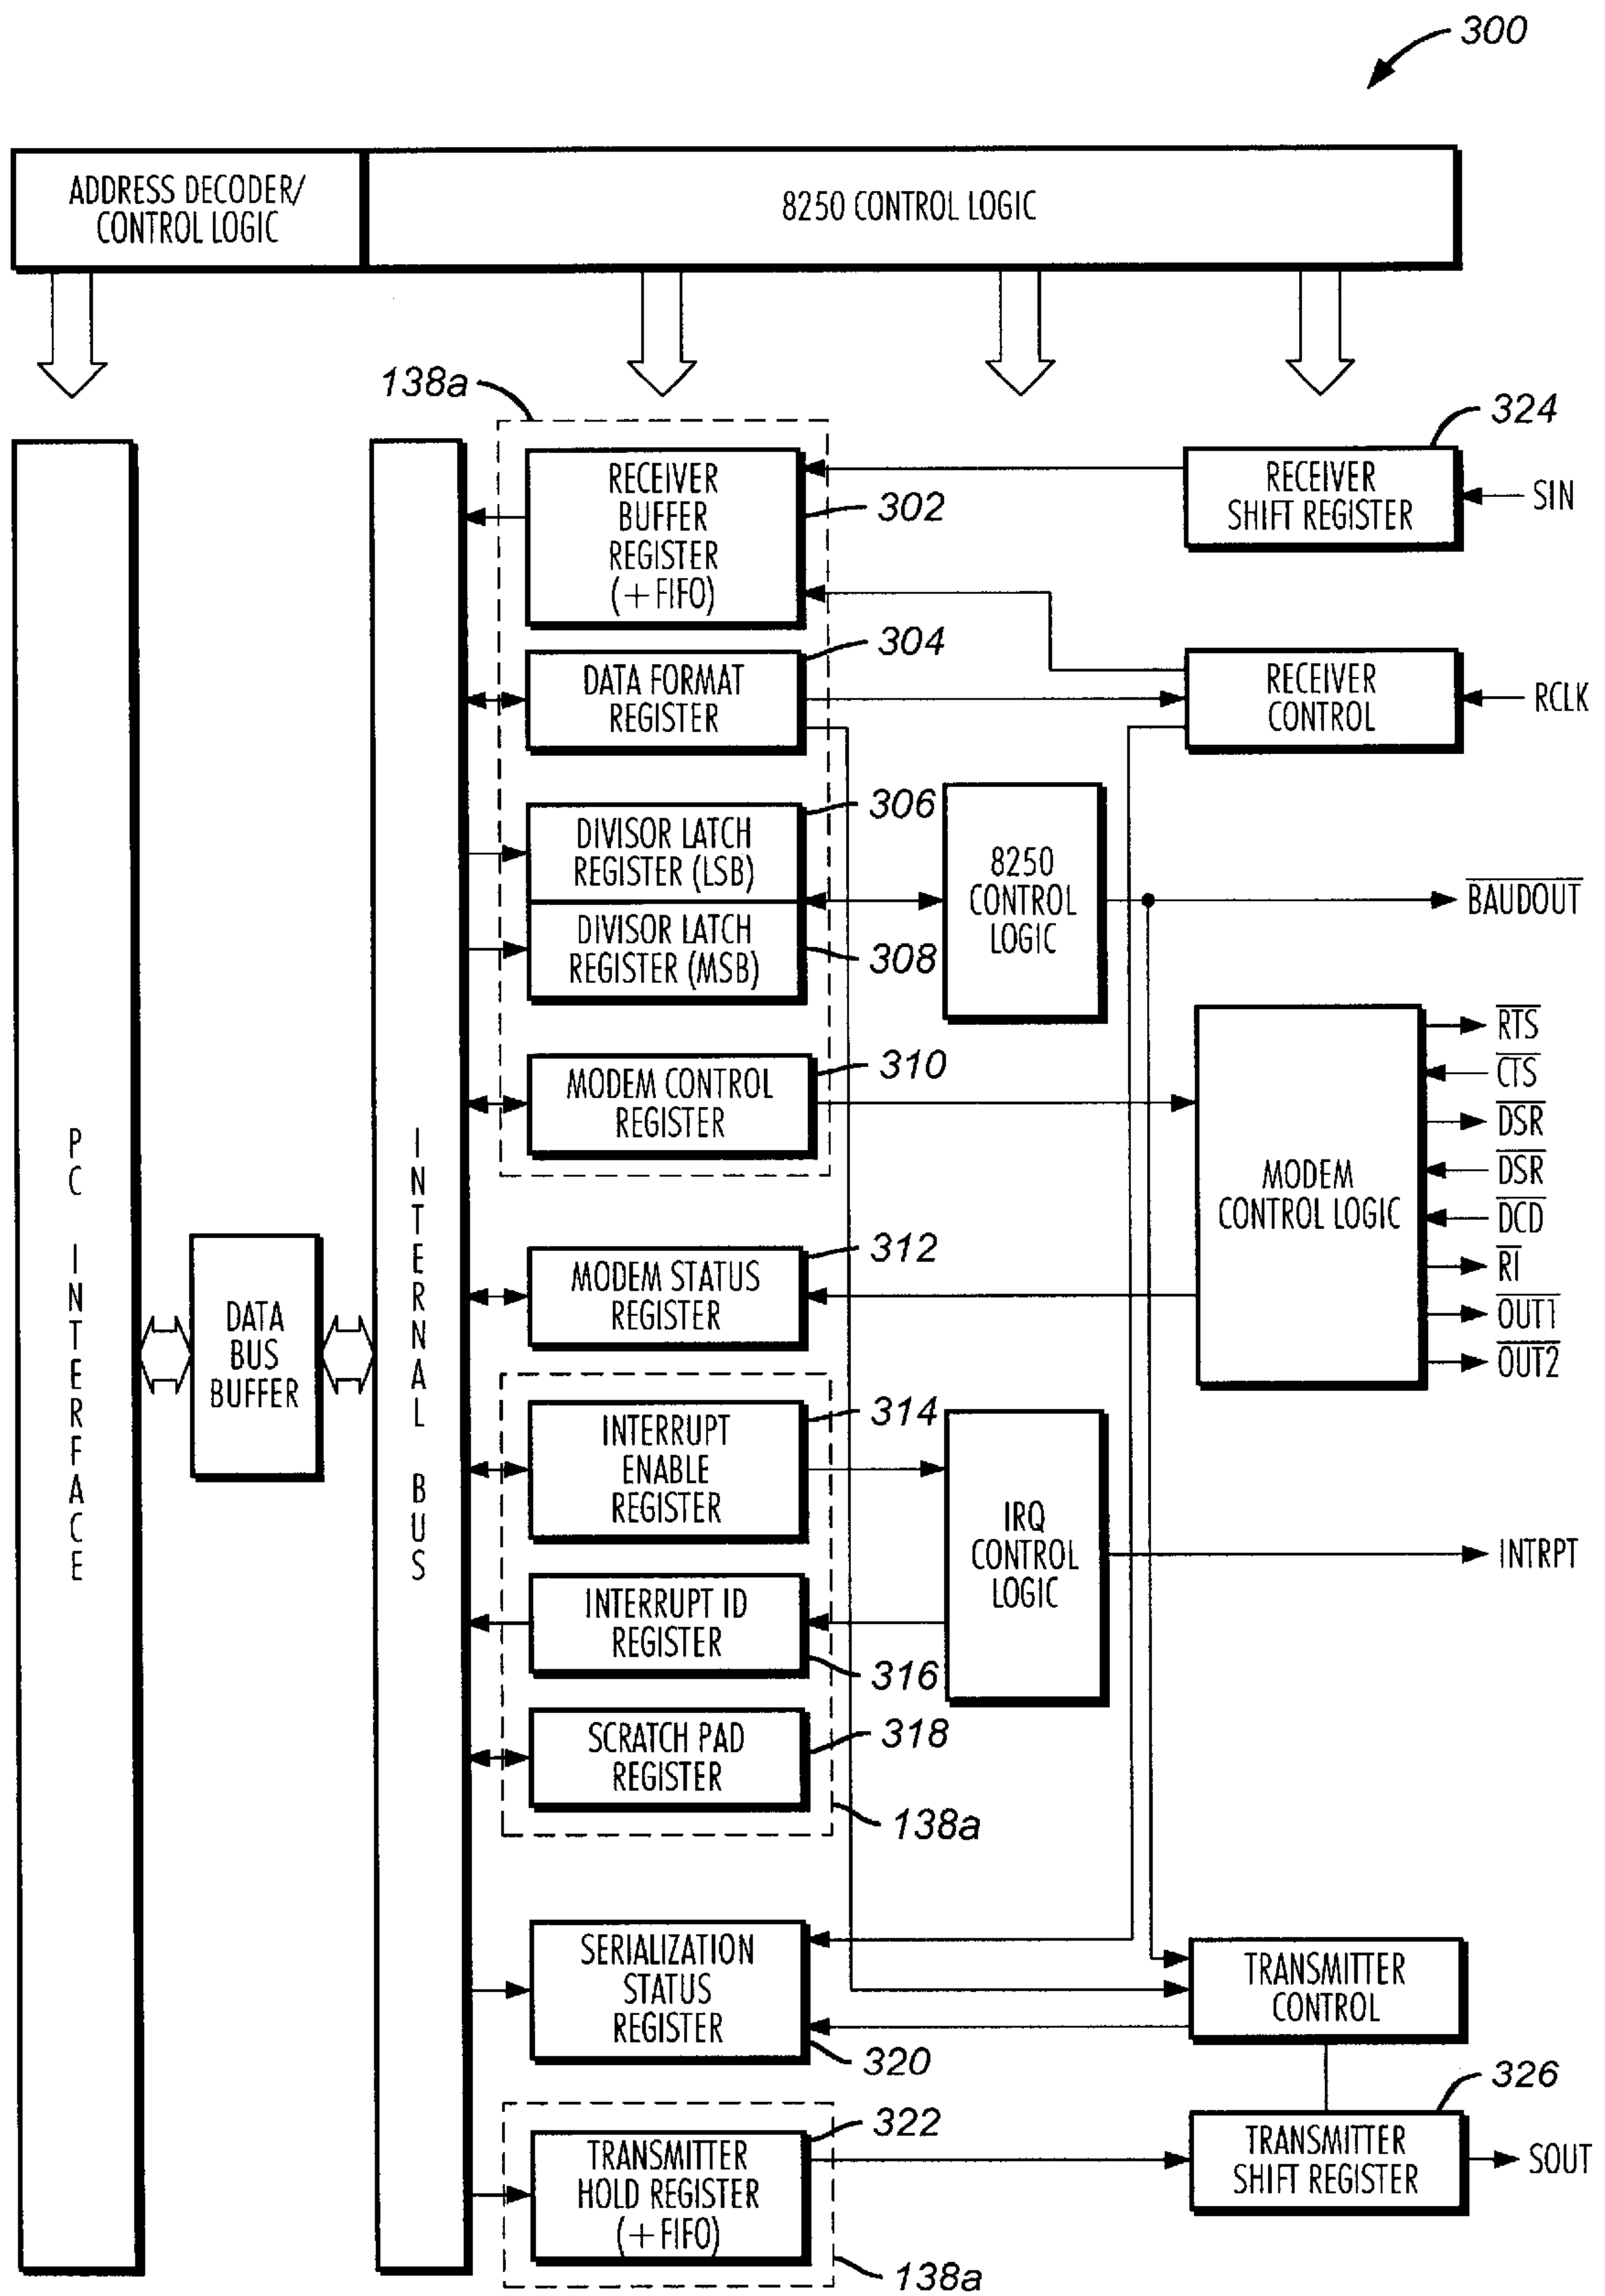 300
ADDRESS DECODER/
CONTROL LOGIC
8250 CONTROL LOGIC
138a
324
RECEIVER
BUFFER
REGISTER
(+FIFO)
302
RECEIVER
SHIFT REGISTER
SIN
304
DATA FORMAT
REGISTER
RECEIVER
CONTROL
RCLK
306
DIVISOR LATCH
REGISTER (LSB)
DIVISOR LATCH
REGISTER (MSB)
308
8250
CONTROL
LOGIC
BAUDOUT
310
MODEM CONTROL
REGISTER
MODEM
CONTROL LOGIC
RTS
CTS
DSR
DSR
DCD
RI
OUT1
OUT2
PC INTERFACE
DATA
BUS
BUFFER
INTERNAL BUS
312
MODEM STATUS
REGISTER
314
INTERRUPT
ENABLE
REGISTER
IRQ
CONTROL
LOGIC
INTRPT
INTERRUPT ID
REGISTER
316
SCRATCH PAD
REGISTER
318
138a
SERIALIZATION
STATUS
REGISTER
320
TRANSMITTER
CONTROL
326
322
TRANSMITTER
HOLD REGISTER
(+FIFO)
TRANSMITTER
SHIFT REGISTER
SOUT
138a